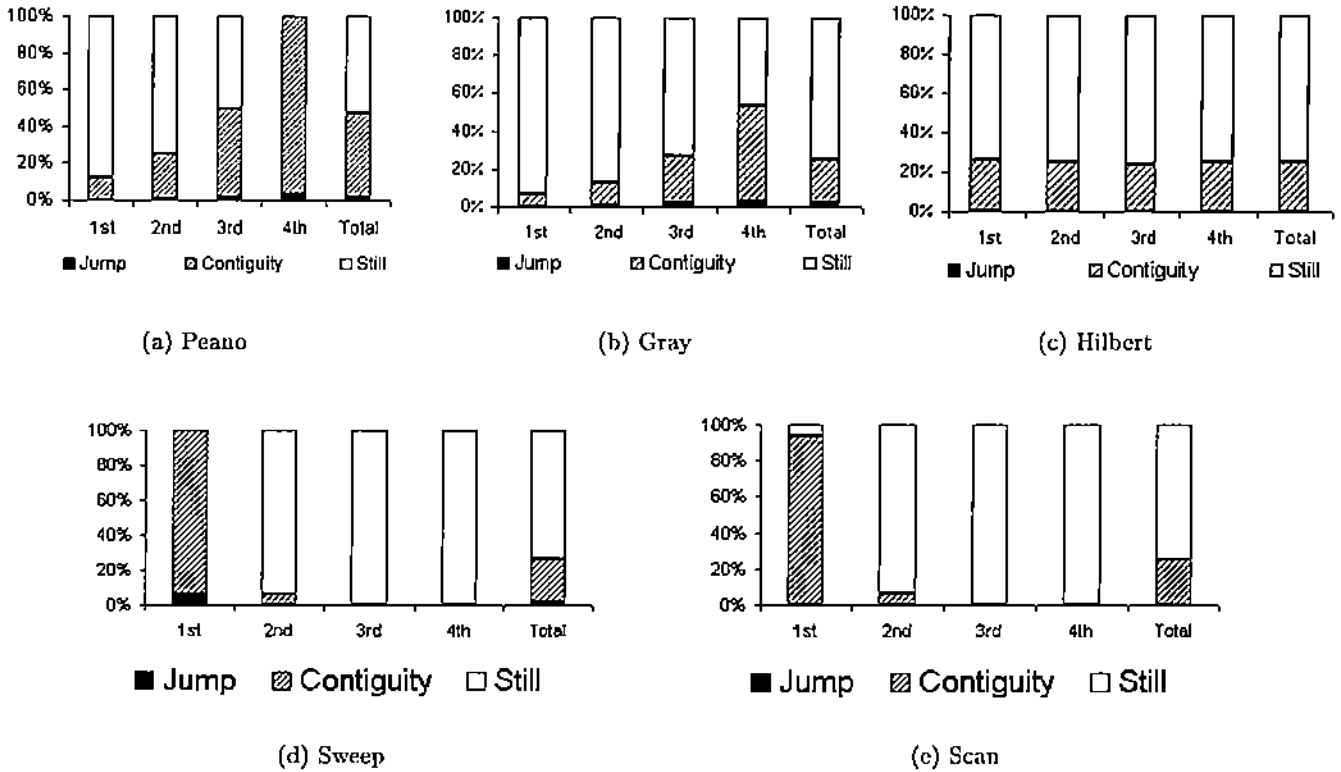 100%
80%
60%
40%
20%
0%
1st 2nd 3rd 4th Total
Jump Contiguity Still
(a) Peano
100%
80%
60%
40%
20%
0%
1st 2nd 3rd 4th Total
Jump Contiguity Still
(b) Gray
100%
80%
60%
40%
20%
0%
1st 2nd 3rd 4th Total
Jump Contiguity Still
(c) Hilbert
100%
80%
60%
40%
20%
0%
1st 2nd 3rd 4th Total
Jump Contiguity Still
(d) Sweep
100%
80%
60%
40%
20%
0%
1st 2nd 3rd 4th Total
Jump Contiguity Still
(e) Scan